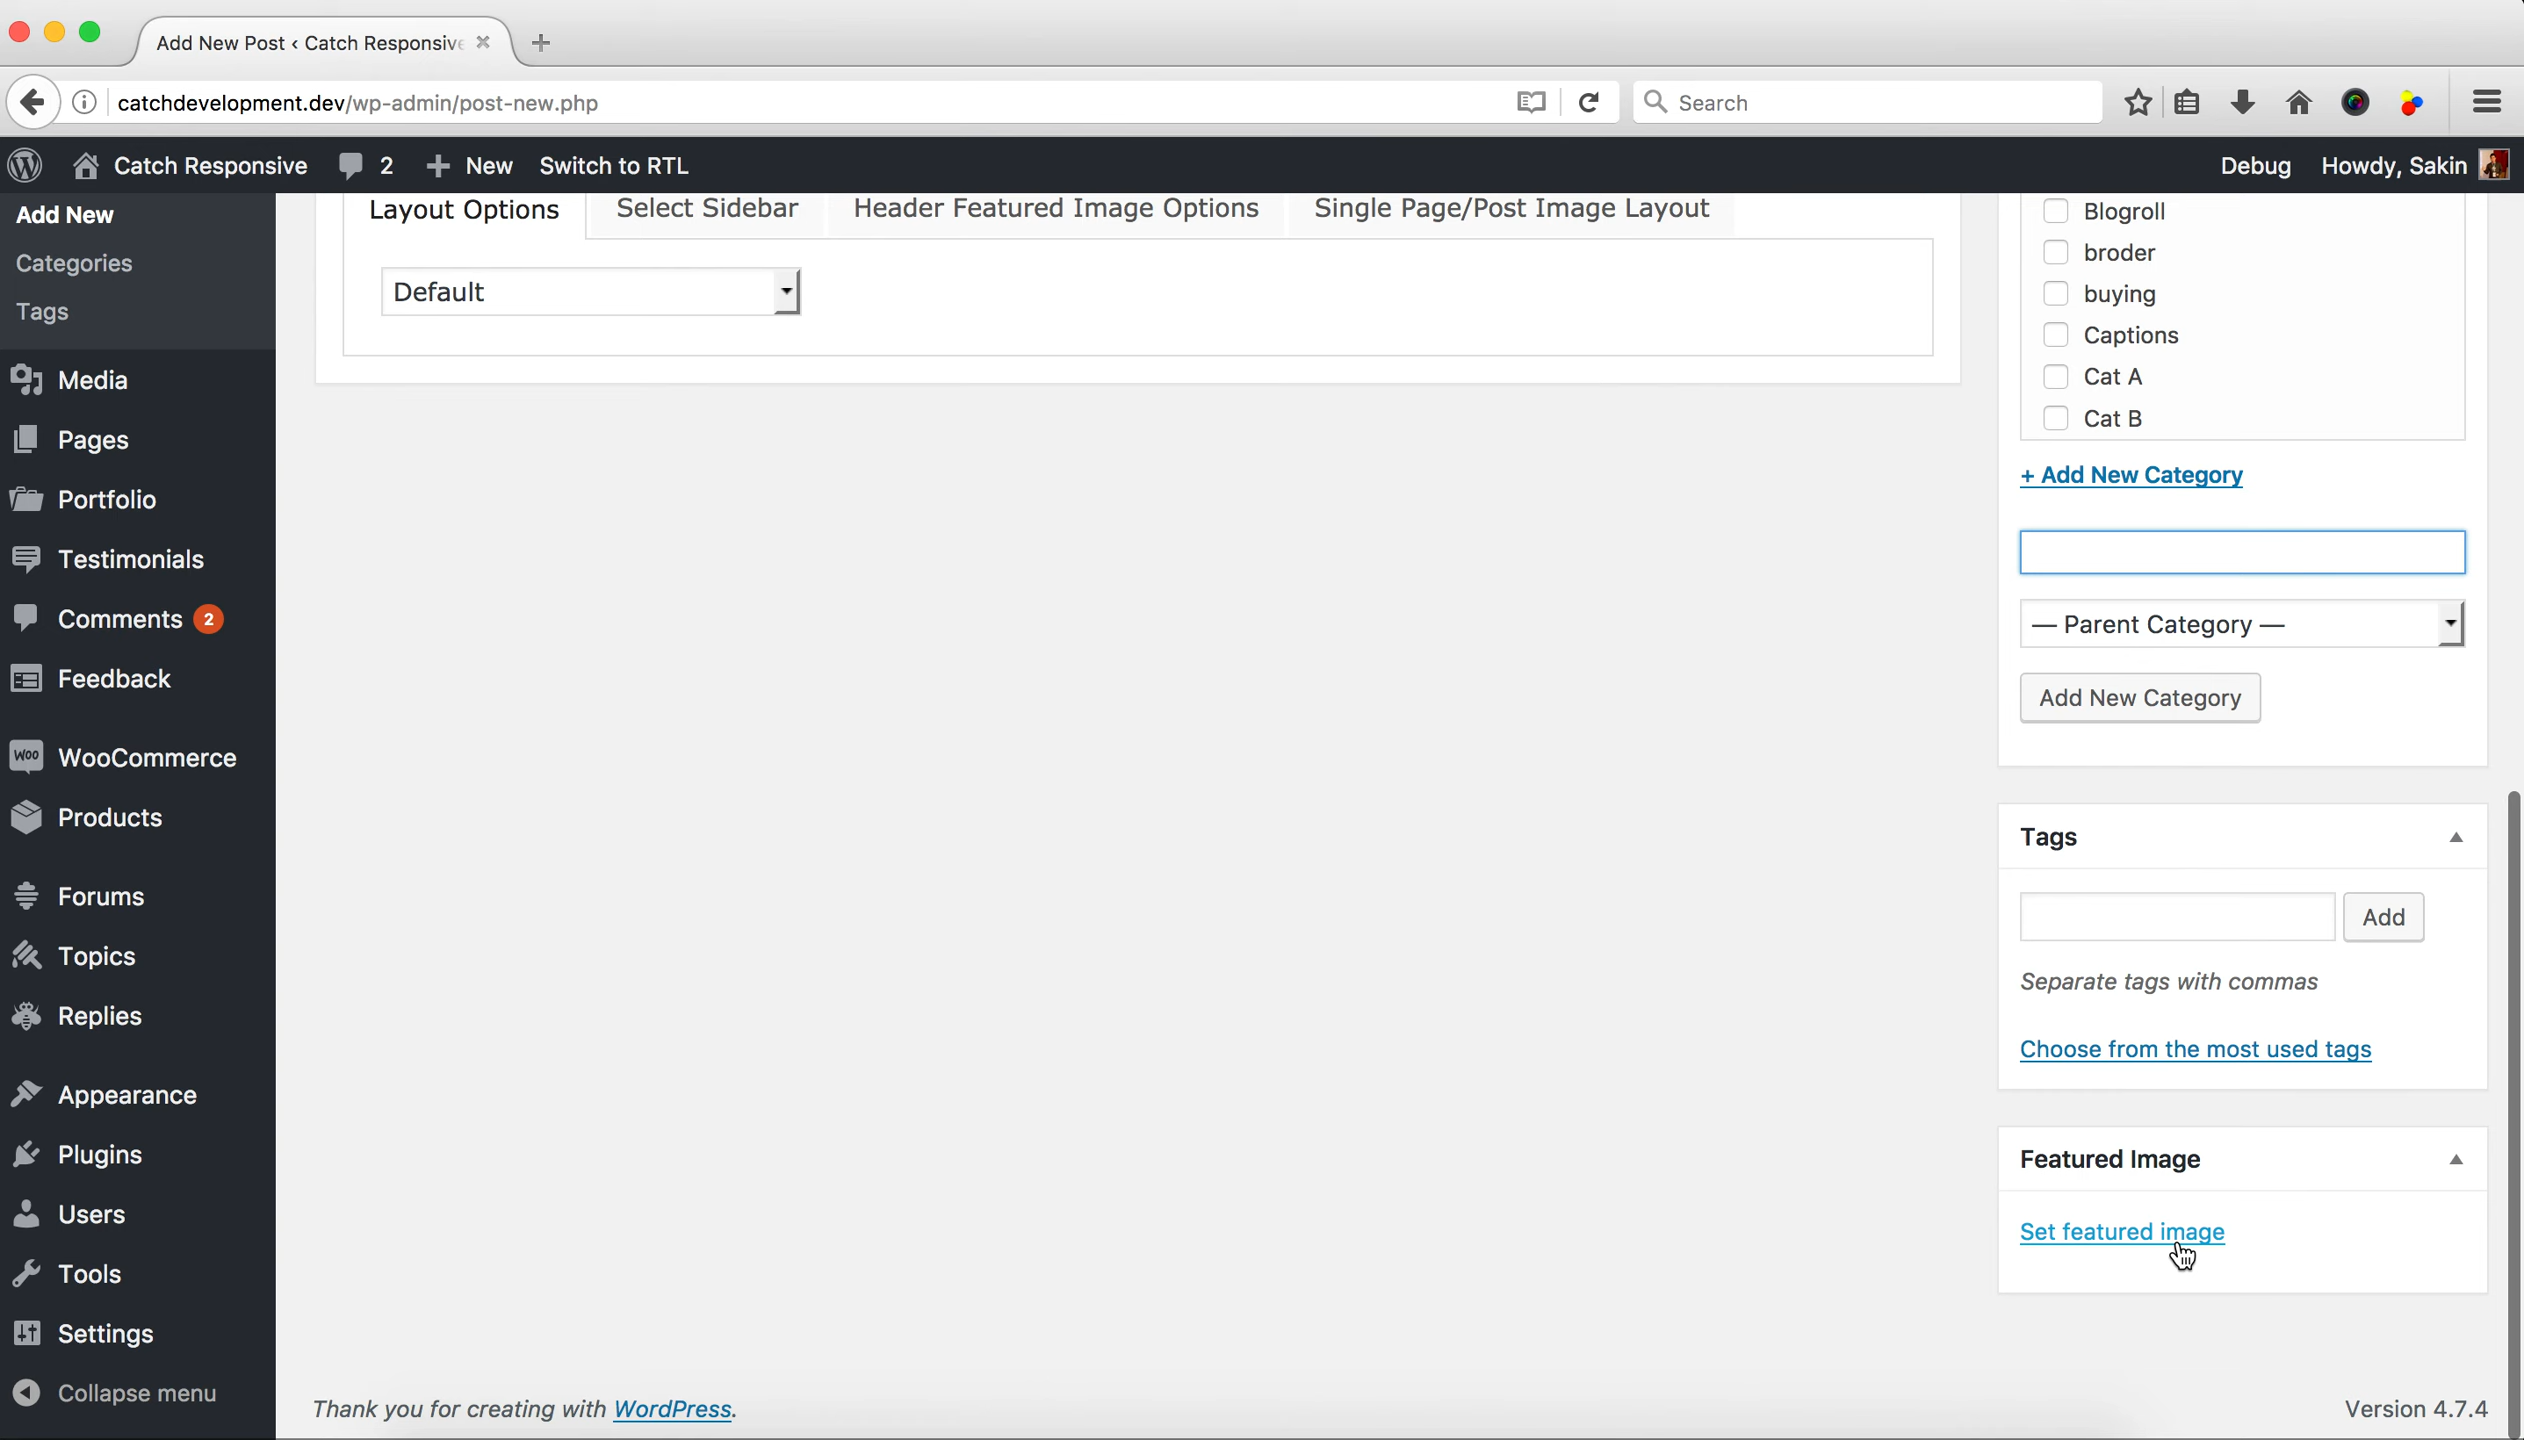 Add New Post ‹ Catch Responsive
catchdevelopment.dev/wp-admin/post-new.php
Search
Catch Responsive
2
New
Switch to RTL
Debug
Howdy, Sakin
Add New
Categories
Tags
Media
Pages
Portfolio
Testimonials
Comments 2
Feedback
WOO WooCommerce
Products
Forums
Topics
Replies
Appearance
Plugins
Users
Tools
Settings
Collapse menu
Layout Options
Select Sidebar
Header Featured Image Options
Single Page/Post Image Layout
Default
Blogroll
broder
buying
Captions
Cat A
Cat B
+ Add New Category
— Parent Category —
Add New Category
Tags
Add
Separate tags with commas
Choose from the most used tags
Featured Image
Set featured image
Thank you for creating with WordPress.
Version 4.7.4